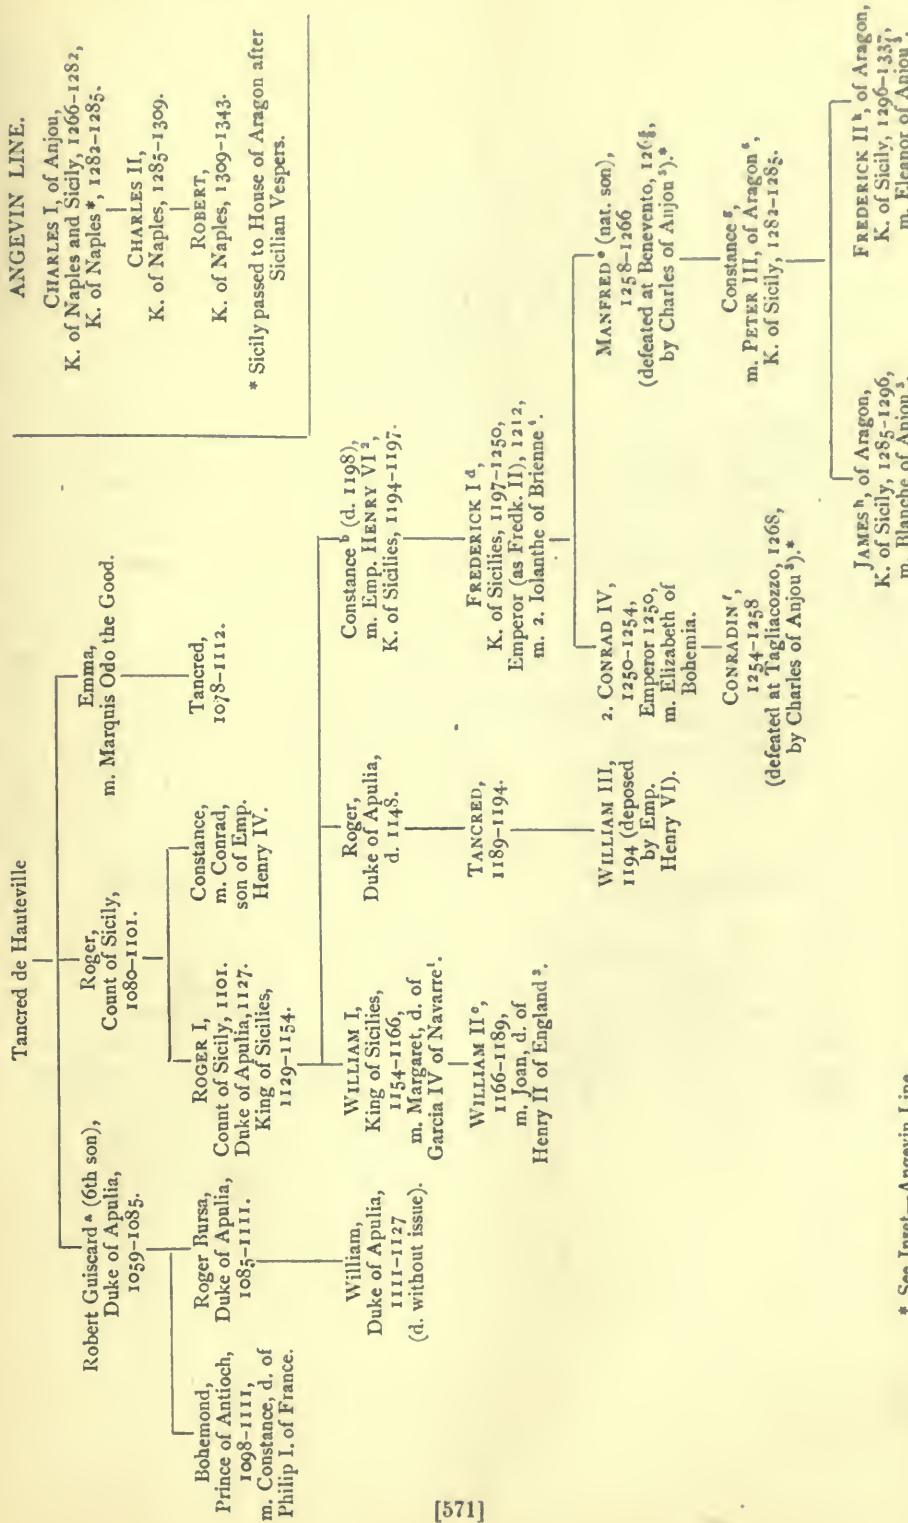 Tancred de Hauteville
Robert Guiscard ᵃ (6th son),
Duke of Apulia,
1059–1085.
Roger,
Count of Sicily,
1080–1101.
Emma,
m. Marquis Odo the Good.
Bohemond,
Prince of Antioch,
1098–1111,
m. Constance, d. of
Philip I. of France.
Roger Bursa,
Duke of Apulia,
1085–1111.
ROGER I,
Count of Sicily, 1101.
Duke of Apulia, 1127.
King of Sicilies,
1129–1154.
Constance,
m. Conrad,
son of Emp.
Henry IV.
Tancred,
1078–1112.
William,
Duke of Apulia,
1111–1127
(d. without issue).
WILLIAM I,
King of Sicilies,
1154–1166,
m. Margaret, d. of
Garcia IV of Navarre ¹.
Roger,
Duke of Apulia,
d. 1148.
Constance ᵇ (d. 1198),
m. Emp. HENRY VI ²,
K. of Sicilies, 1194–1197.
WILLIAM II ᶜ,
1166–1189,
m. Joan, d. of
Henry II of England ³.
TANCRED,
1189–1194.
FREDERICK I ᵈ,
K. of Sicilies, 1197–1250,
Emperor (as Fredk. II), 1212,
m. 2. Iolanthe of Brienne ⁴.
WILLIAM III,
1194 (deposed
by Emp.
Henry VI).
2. CONRAD IV,
1250–1254,
Emperor 1250,
m. Elizabeth of
Bohemia.
MANFRED ᵉ (nat. son),
1258–1266
(defeated at Benevento,
by Charles of Anjou ⁵).*
CONRADIN ᶠ,
1254–1258
(defeated at Tagliacozzo, 1268,
by Charles of Anjou ⁵).*
Constance ᵍ,
m. PETER III, of Aragon ⁶,
K. of Sicily, 1282–1285.
JAMES ʰ, of Aragon,
K. of Sicily, 1285–1296,
m. Blanche of Anjou ⁵.
FREDERICK II ᵏ, of Aragon,
K. of Sicily, 1296–1337,
m. Eleanor of Anjou ⁵.
ANGEVIN LINE.
CHARLES I, of Anjou,
K. of Naples and Sicily, 1266–1282,
K. of Naples *, 1282–1285.
CHARLES II,
K. of Naples, 1285–1309.
ROBERT,
K. of Naples, 1309–1343.
* Sicily passed to House of Aragon after
Sicilian Vespers.
* See Inset—Angevin Line
[571]